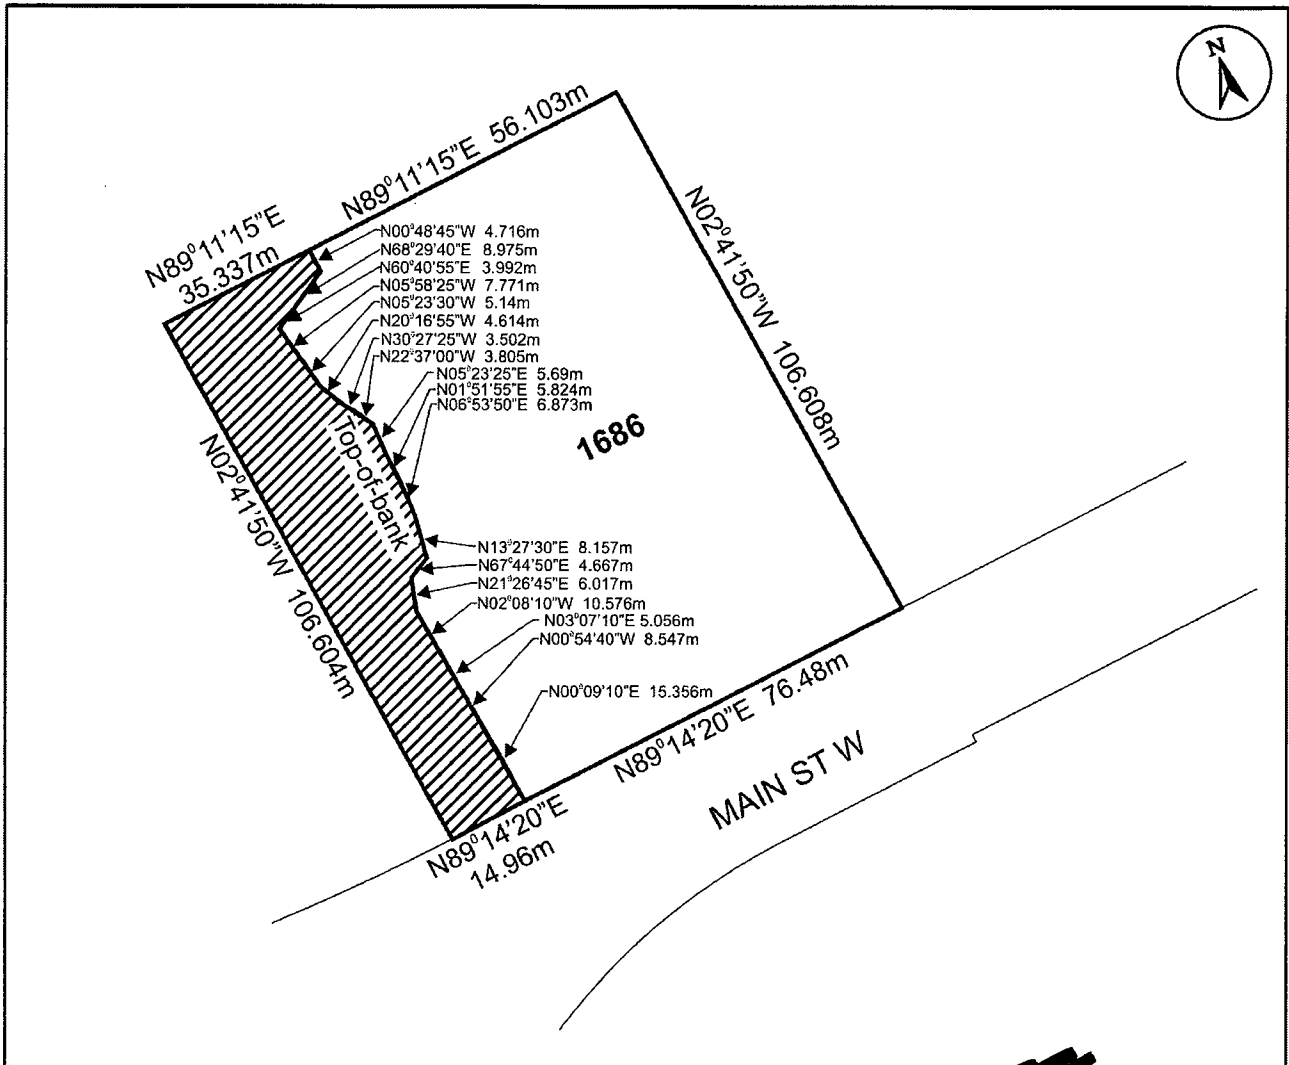 N
N89°11'15"E 56.103m
N89°11'15"E
35.337m
N00°48'45"W 4.716m
N68°29'40"E 8.975m
N60°40'55"E 3.992m
N05°58'25"W 7.771m
N05°23'30"W 5.14m
N20°16'55"W 4.614m
N30°27'25"W 3.502m
N22°37'00"W 3.805m
N05°23'25"E 5.69m
N01°51'55"E 5.824m
N06°53'50"E 6.873m
N02°41'50"W 106.608m
1686
Top-of-bank
N02°41'50"W 106.604m
N13°27'30"E 8.157m
N67°44'50"E 4.667m
N21°26'45"E 6.017m
N02°08'10"W 10.576m
N03°07'10"E 5.056m
N00°54'40"W 8.547m
N00°09'10"E 15.356m
N89°14'20"E 76.48m
MAIN ST W
N89°14'20"E
14.96m